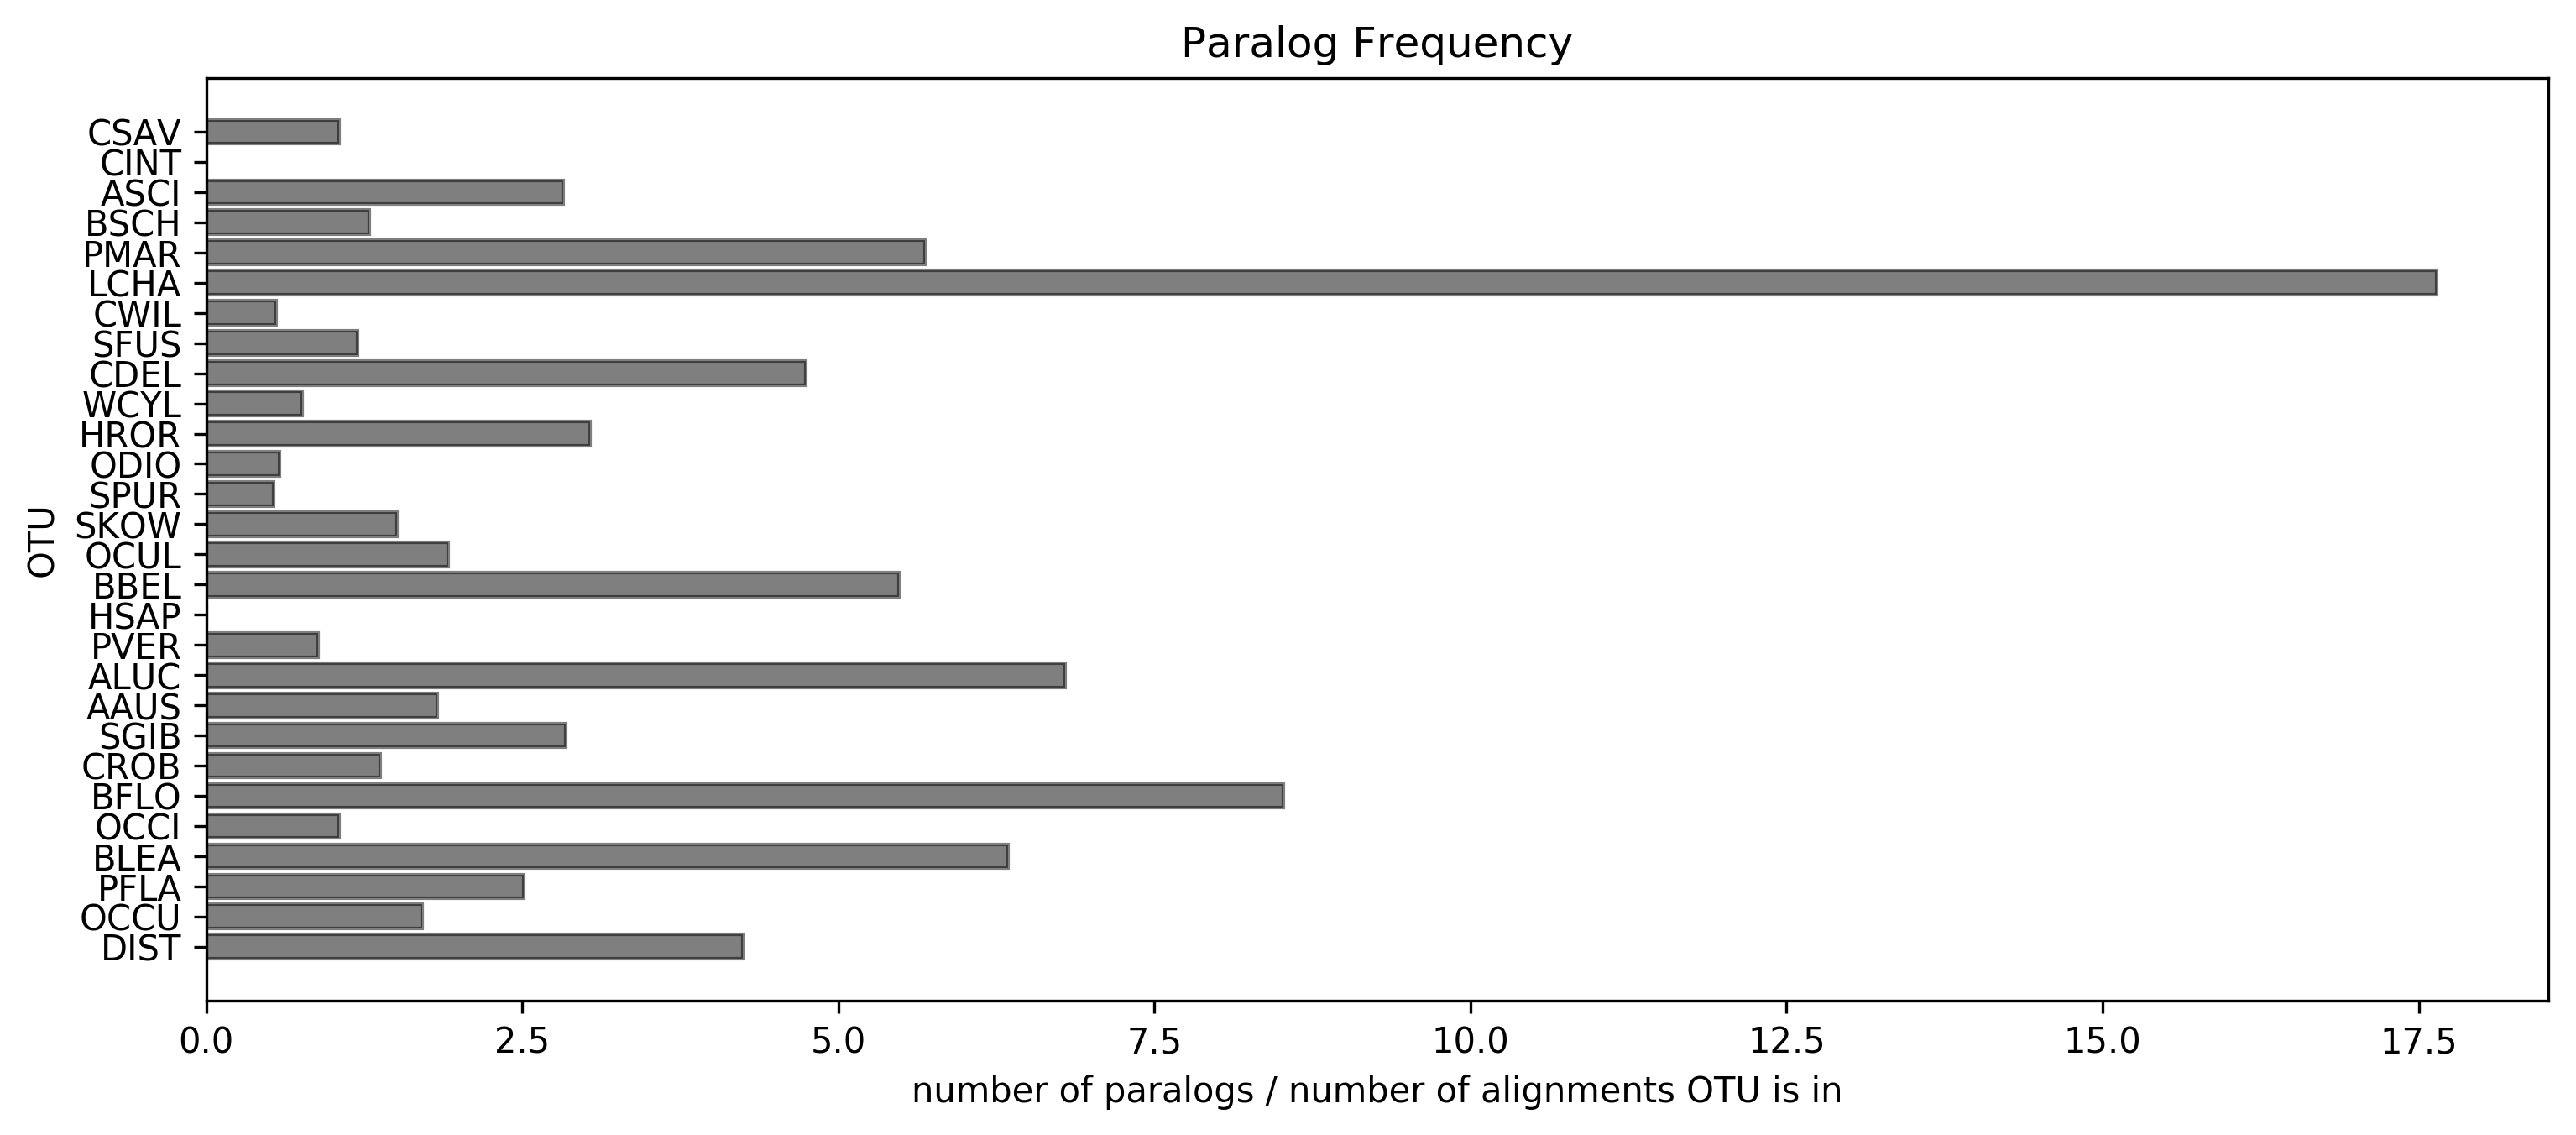 Paralog Frequency
OTU
CSAV
CINT
ASCI
BSCH
PMAR
LCHA
CWIL
SFUS
CDEL
WCYL
HROR
ODIO
SPUR
SKOW
OCUL
BBEL
HSAP
PVER
ALUC
AAUS
SGIB
CROB
BFLO
OCCI
BLEA
PFLA
OCCU
DIST
0.0 2.5 5.0 7.5 10.0 12.5 15.0 17.5
number of paralogs / number of alignments OTU is in